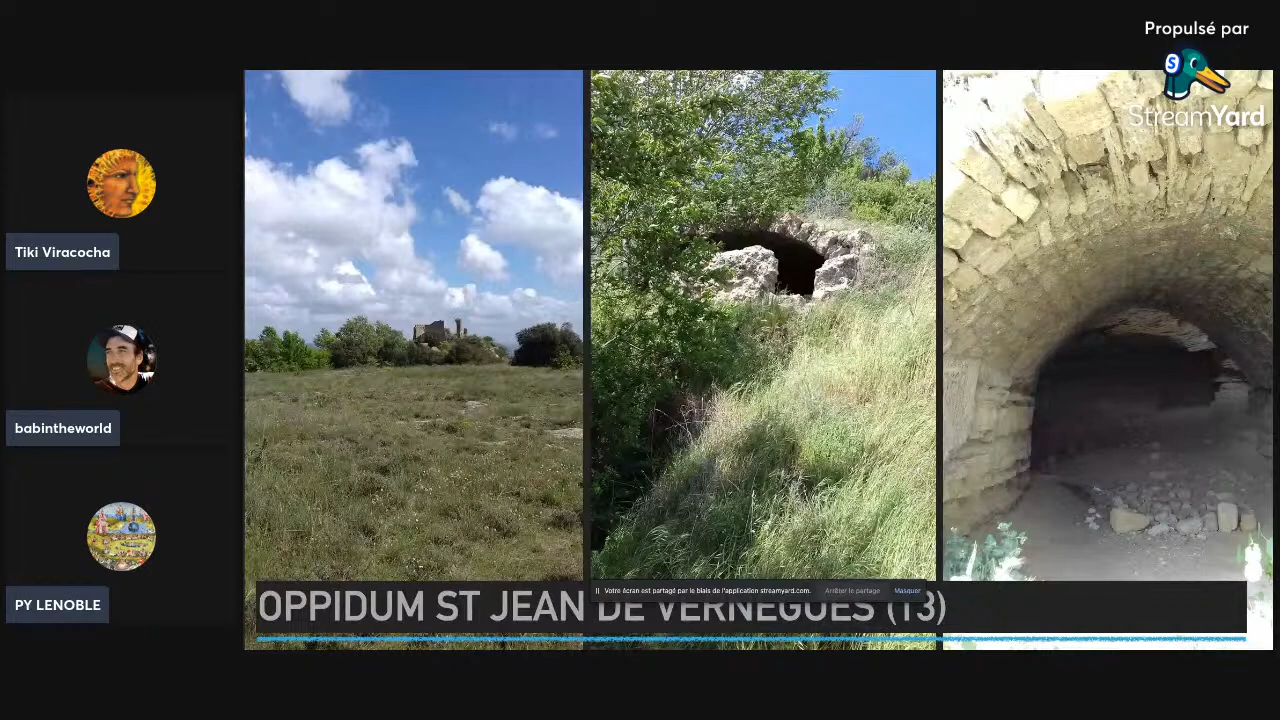 Propulsé par
StreamYard
Tiki Viracocha
babintheworld
PY LENOBLE
Votre écran est partagé par le biais de l'application streamyard.com. Arrêter le partage Masquer
OPPIDUM ST JEAN DE VERNEGUES (13)